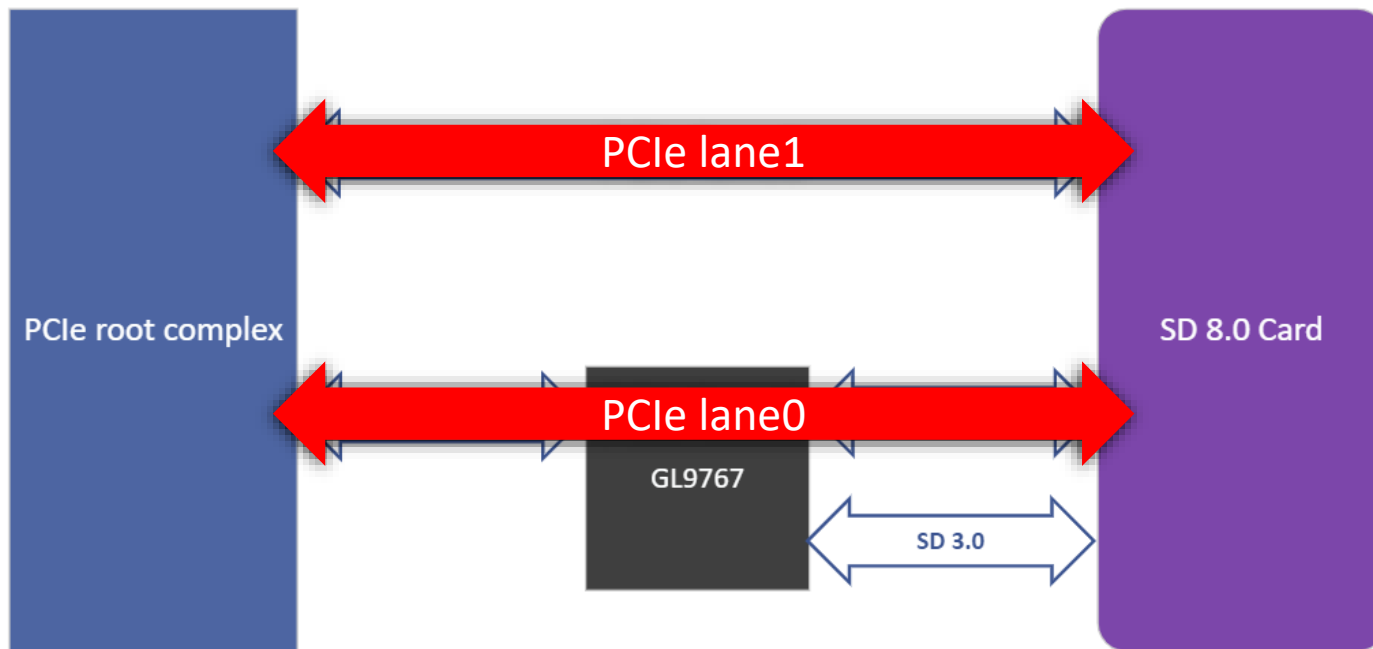 PCIe lane1
PCIe root complex
SD 8.0 Card
PCIe lane0
GL9767
SD 3.0